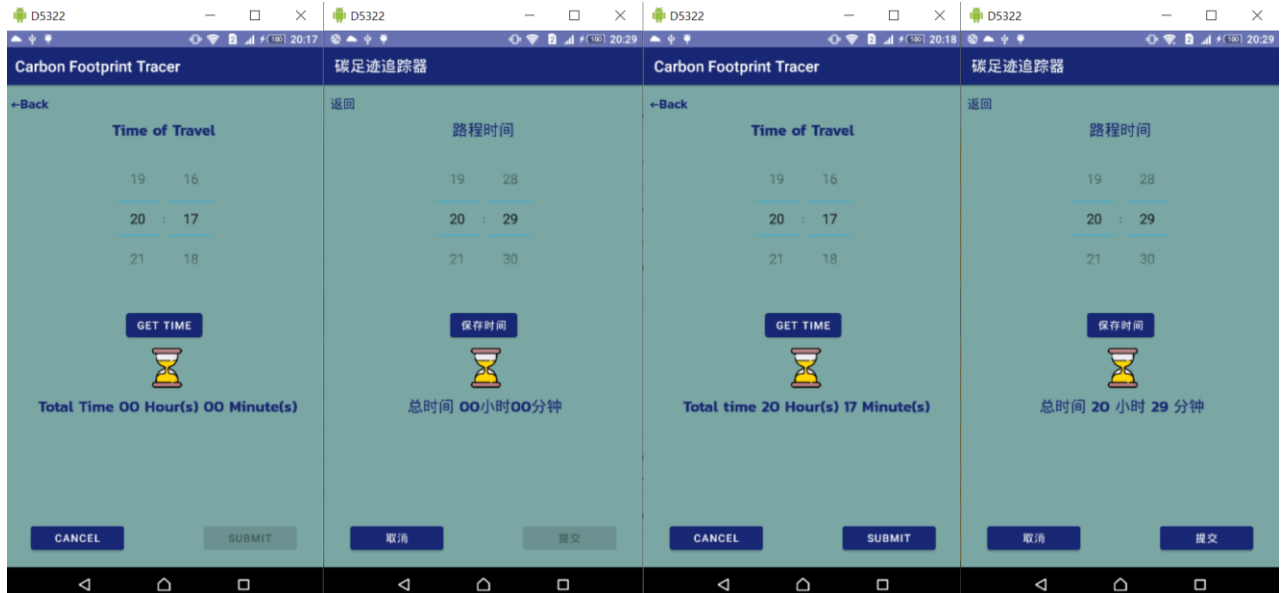 D5322
20:17
Carbon Footprint Tracer
←Back
Time of Travel
19 16
20 : 17
21 18
GET TIME
Total Time 00 Hour(s) 00 Minute(s)
CANCEL SUBMIT
D5322
2 100 20:29
碳足迹追踪器
返回
路程时间
19 28
20 : 29
21 30
保存时间
总时间 00小时00分钟
取消 提交
D5322
2 100 20:18
Carbon Footprint Tracer
←Back
Time of Travel
19 16
20 : 17
21 18
GET TIME
Total time 20 Hour(s) 17 Minute(s)
CANCEL SUBMIT
D5322
2 100 20:29
碳足迹追踪器
返回
路程时间
19 28
20 : 29
21 30
保存时间
总时间 20 小时 29 分钟
取消 提交